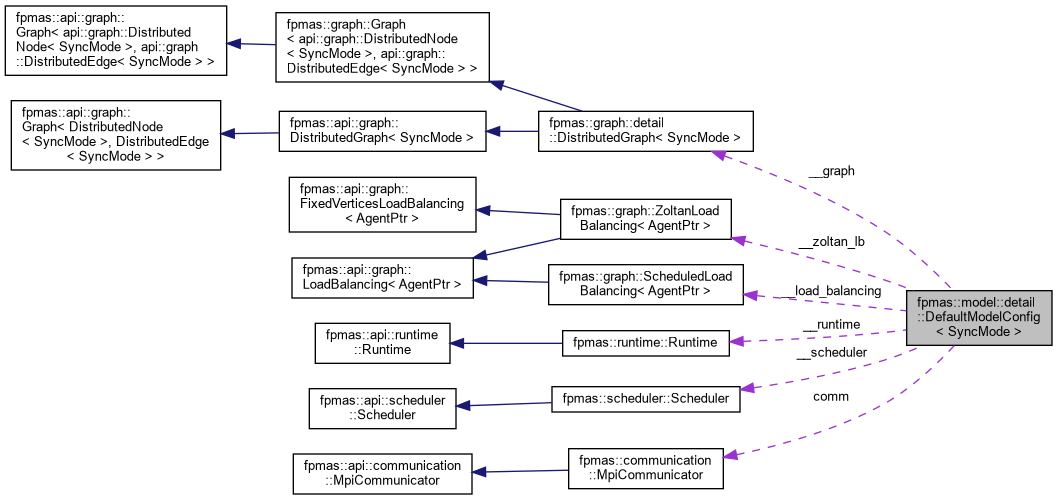 fpmas::api::graph::
Graph< api::graph::Distributed
Node< SyncMode >, api::graph
::DistributedEdge< SyncMode > >
fpmas::graph::Graph
< api::graph::DistributedNode
< SyncMode >, api::graph::
DistributedEdge< SyncMode > >
fpmas::api::graph::
Graph< DistributedNode
< SyncMode >, DistributedEdge
< SyncMode > >
fpmas::api::graph::
DistributedGraph< SyncMode >
fpmas::graph::detail
::DistributedGraph< SyncMode >
__graph
fpmas::api::graph::
FixedVerticesLoadBalancing
< AgentPtr >
fpmas::graph::ZoltanLoad
Balancing< AgentPtr >
__zoltan_lb
fpmas::api::graph::
LoadBalancing< AgentPtr >
fpmas::graph::ScheduledLoad
Balancing< AgentPtr >
__load_balancing
fpmas::model::detail
::DefaultModelConfig
< SyncMode >
fpmas::api::runtime
::Runtime
fpmas::runtime::Runtime
__runtime
__scheduler
fpmas::api::scheduler
::Scheduler
fpmas::scheduler::Scheduler
comm
fpmas::api::communication
::MpiCommunicator
fpmas::communication
::MpiCommunicator